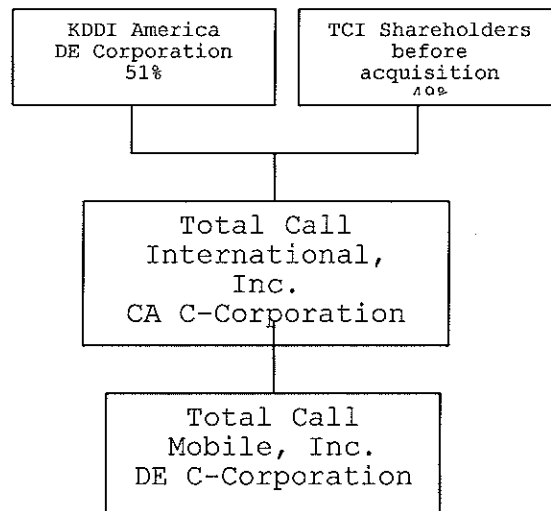 KDDI America
DE Corporation
51%
TCI Shareholders
before
acquisition
49%
Total Call
International,
Inc.
CA C-Corporation
Total Call
Mobile, Inc.
DE C-Corporation